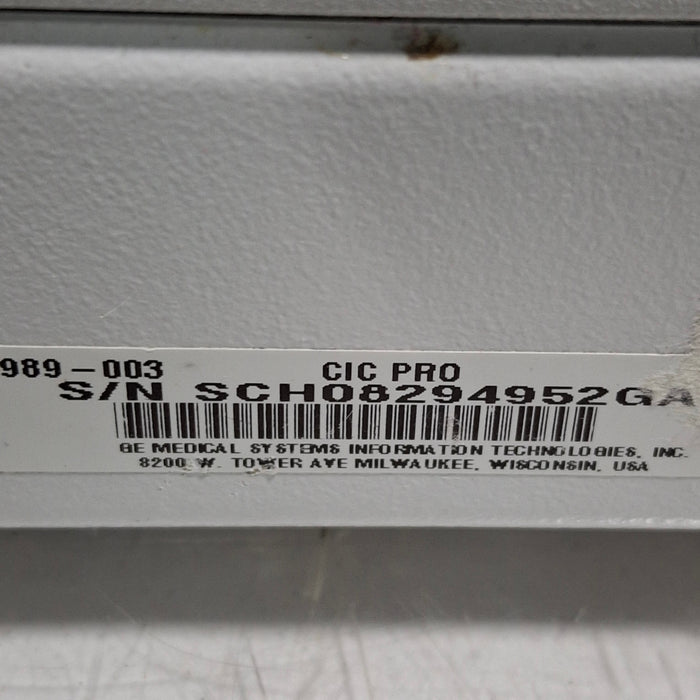 989-003 CIC PRO
S/N SCH08294952GA
GE MEDICAL SYSTEMS INFORMATION TECHNOLOGIES, INC.
8200 W. TOWER AVE MILWAUKEE, WISCONSIN, USA